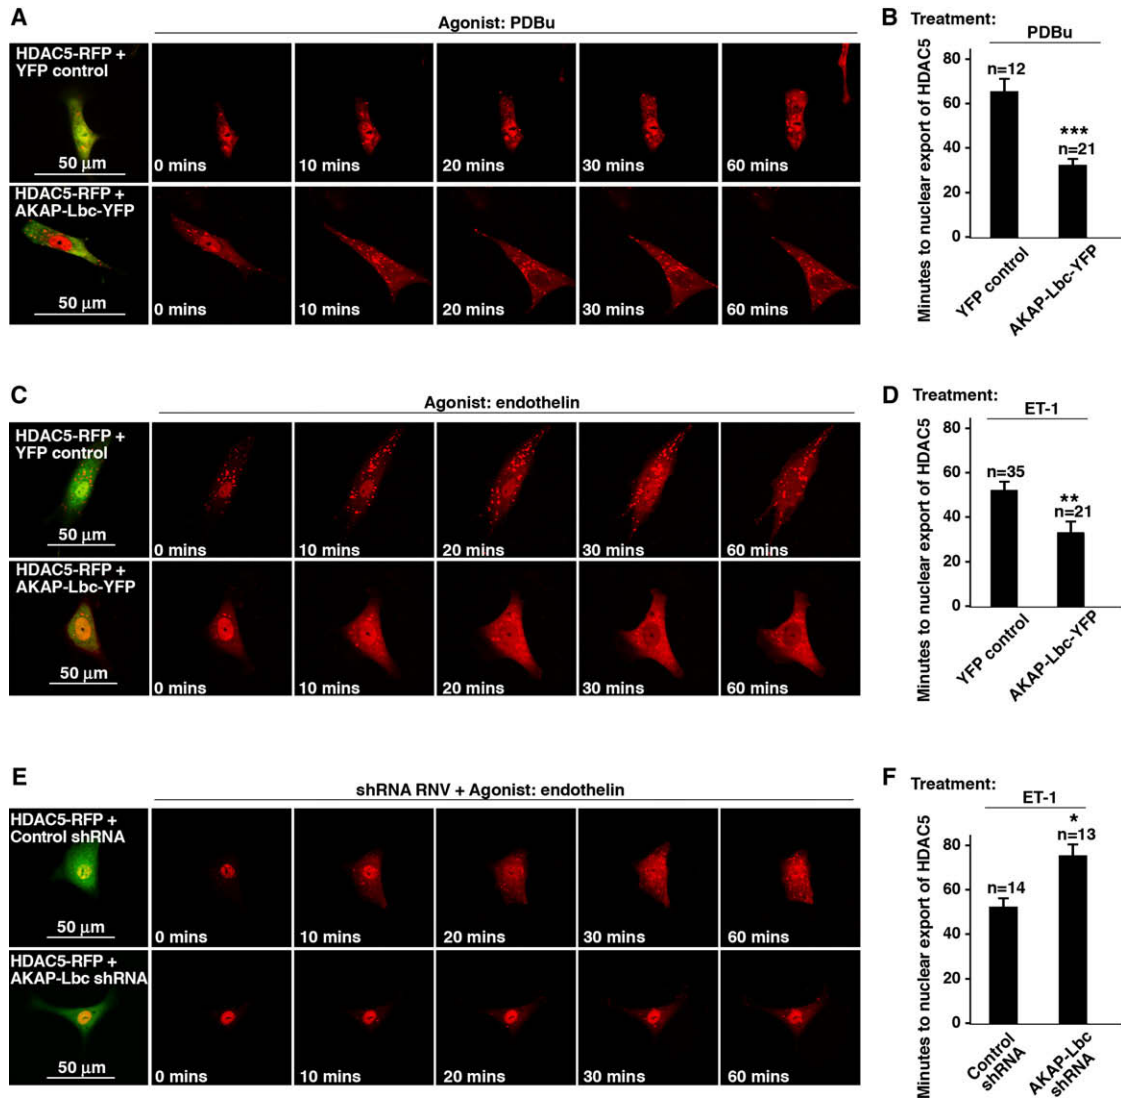 A
Agonist: PDBu
HDAC5-RFP +
YFP control
50 µm
0 mins
10 mins
20 mins
30 mins
60 mins
HDAC5-RFP +
AKAP-Lbc-YFP
50 µm
0 mins
10 mins
20 mins
30 mins
60 mins
B Treatment:
PDBu
Minutes to nuclear export of HDAC5
80
60
40
20
0
n=12
***
n=21
YFP control
AKAP-Lbc-YFP
C
Agonist: endothelin
HDAC5-RFP +
YFP control
50 µm
0 mins
10 mins
20 mins
30 mins
60 mins
HDAC5-RFP +
AKAP-Lbc-YFP
50 µm
0 mins
10 mins
20 mins
30 mins
60 mins
D Treatment:
ET-1
Minutes to nuclear export of HDAC5
80
60
40
20
0
n=35
**
n=21
YFP control
AKAP-Lbc-YFP
E
shRNA RNV + Agonist: endothelin
HDAC5-RFP +
Control shRNA
50 µm
0 mins
10 mins
20 mins
30 mins
60 mins
HDAC5-RFP +
AKAP-Lbc shRNA
50 µm
0 mins
10 mins
20 mins
30 mins
60 mins
F Treatment:
ET-1
Minutes to nuclear export of HDAC5
80
60
40
20
0
n=14
*
n=13
Control
shRNA
AKAP-Lbc
shRNA